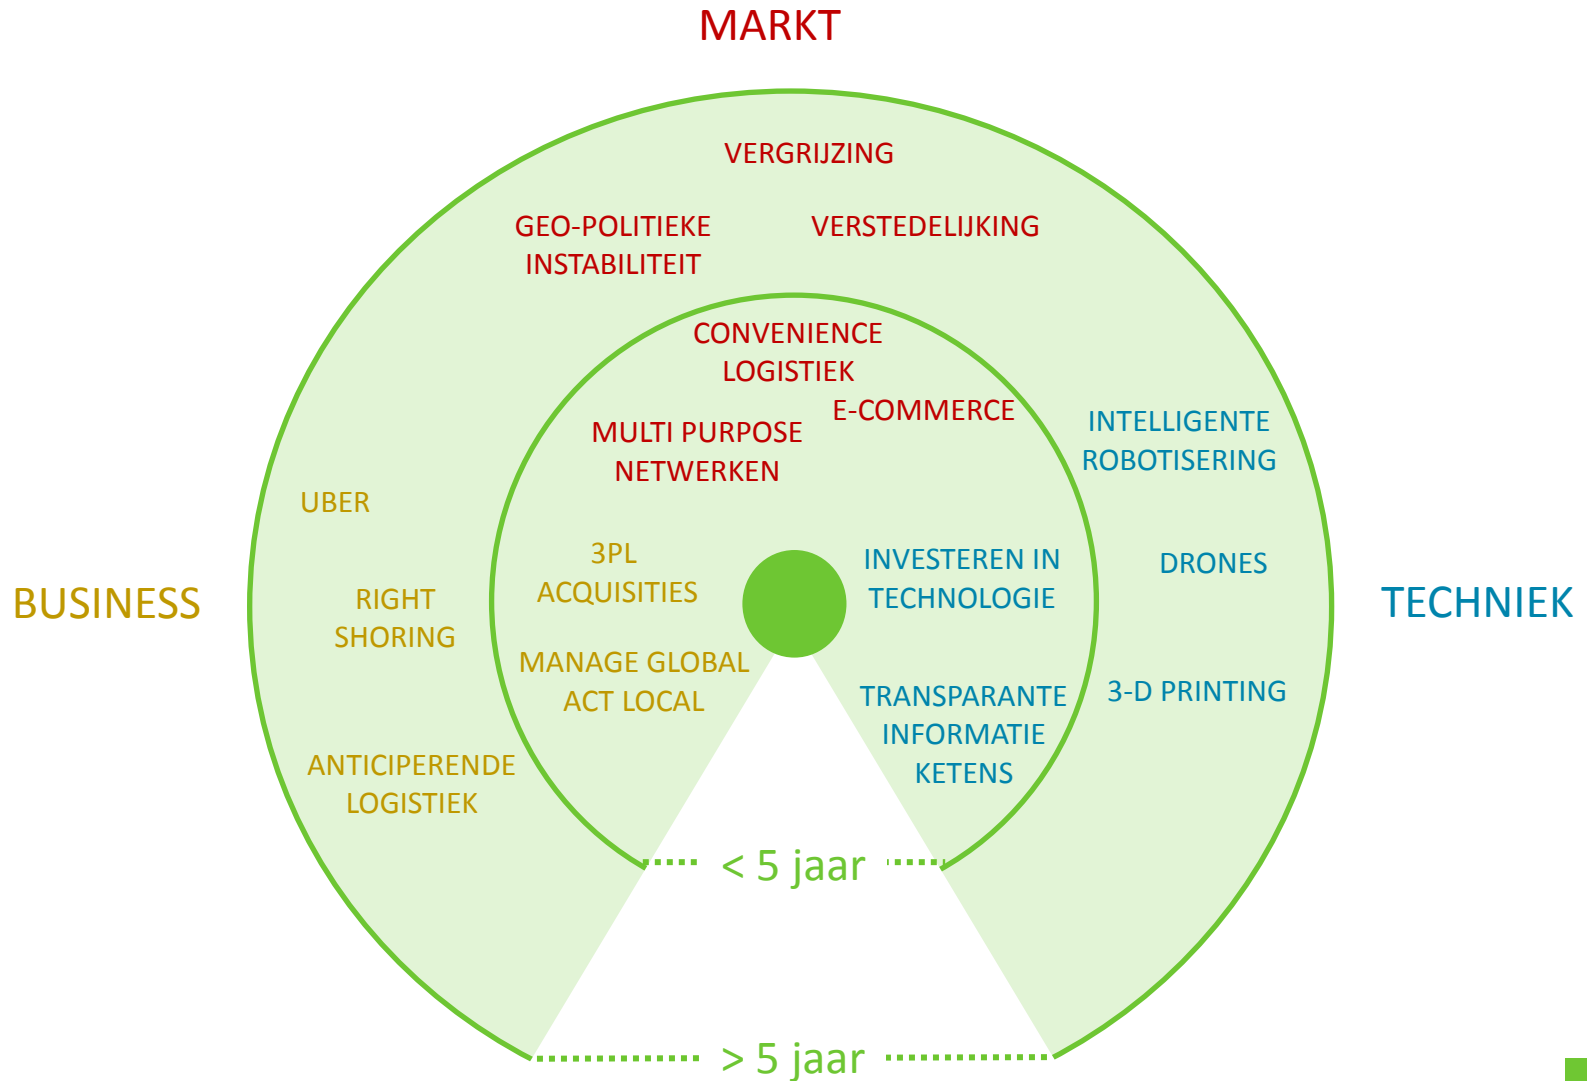 MARKT
VERGRIJZING
GEO-POLITIEKE
INSTABILITEIT
VERSTEDELIJKING
CONVENIENCE
LOGISTIEK
E-COMMERCE
MULTI PURPOSE
NETWERKEN
INTELLIGENTE
ROBOTISERING
UBER
3PL
ACQUISITIES
INVESTEREN IN
TECHNOLOGIE
DRONES
BUSINESS
RIGHT
SHORING
TECHNIEK
MANAGE GLOBAL
ACT LOCAL
TRANSPARANTE
INFORMATIE
KETENS
3-D PRINTING
ANTICIPERENDE
LOGISTIEK
< 5 jaar
> 5 jaar